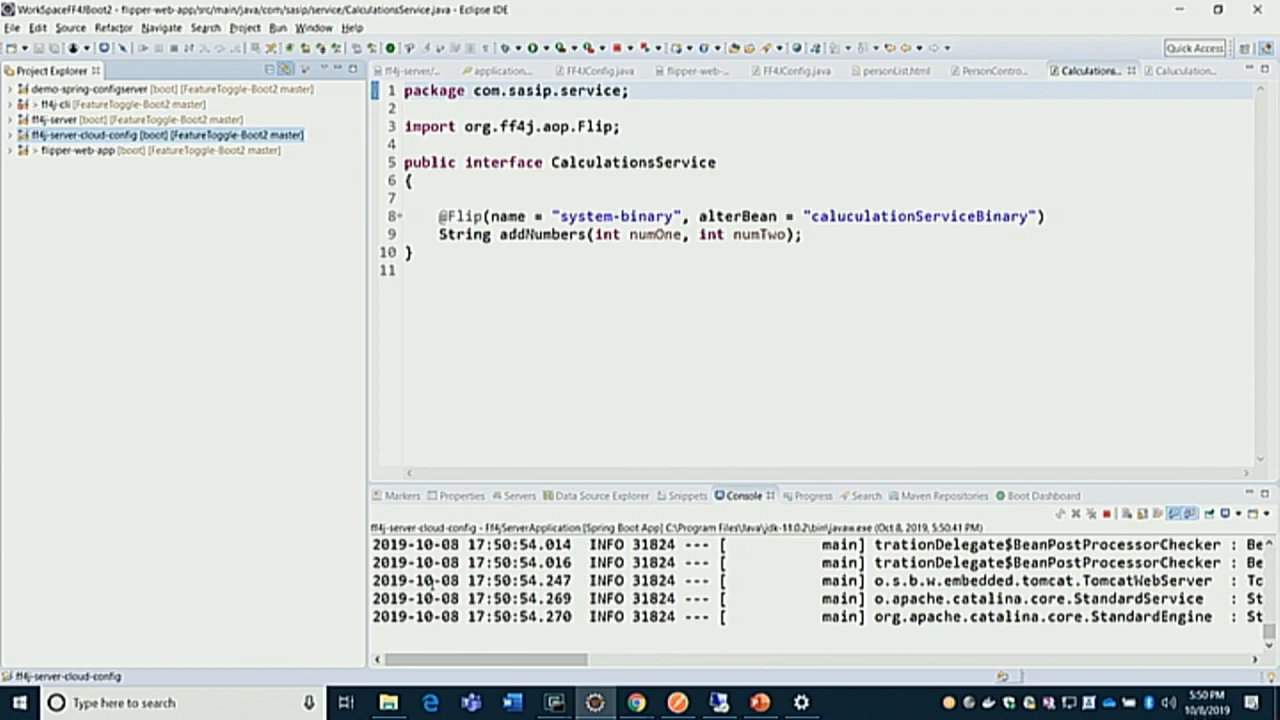 WorkSpaceFF4JBoot2 - flipper-web-app/src/main/java/com/sasip/service/CalculationsService.java - Eclipse IDE
File Edit Source Refactor Navigate Search Project Run Window Help
Quick Access
Project Explorer
demo-spring-configserver [boot] [FeatureToggle-Boot2 master]
> ff4j-cli [FeatureToggle-Boot2 master]
ff4j-server [boot] [FeatureToggle-Boot2 master]
ff4j-server-cloud-config [boot] [FeatureToggle-Boot2 master]
> flipper-web-app [boot] [FeatureToggle-Boot2 master]
ff4j-server/... application... FF4JConfig.java flipper-web-... FF4JConfig.java personList.html PersonContro... Calculations... Caluculation...
1 package com.sasip.service;
2
3 import org.ff4j.aop.Flip;
4
5 public interface CalculationsService
6 {
7
8 @Flip(name = "system-binary", alterBean = "caluculationServiceBinary")
9 String addNumbers(int numOne, int numTwo);
10 }
11
Markers Properties Servers Data Source Explorer Snippets Console Progress Search Maven Repositories Boot Dashboard
ff4j-server-cloud-config - Ff4jServerApplication [Spring Boot App] C:\Program Files\Java\jdk-11.0.2\bin\javaw.exe (Oct 8, 2019, 5:50:41 PM)
2019-10-08 17:50:54.014 INFO 31824 --- [ main] trationDelegate$BeanPostProcessorChecker : Be
2019-10-08 17:50:54.016 INFO 31824 --- [ main] trationDelegate$BeanPostProcessorChecker : Be
2019-10-08 17:50:54.247 INFO 31824 --- [ main] o.s.b.w.embedded.tomcat.TomcatWebServer : Tc
2019-10-08 17:50:54.269 INFO 31824 --- [ main] o.apache.catalina.core.StandardService : St
2019-10-08 17:50:54.270 INFO 31824 --- [ main] org.apache.catalina.core.StandardEngine : St
ff4j-server-cloud-config
Type here to search
5:50 PM
10/8/2019